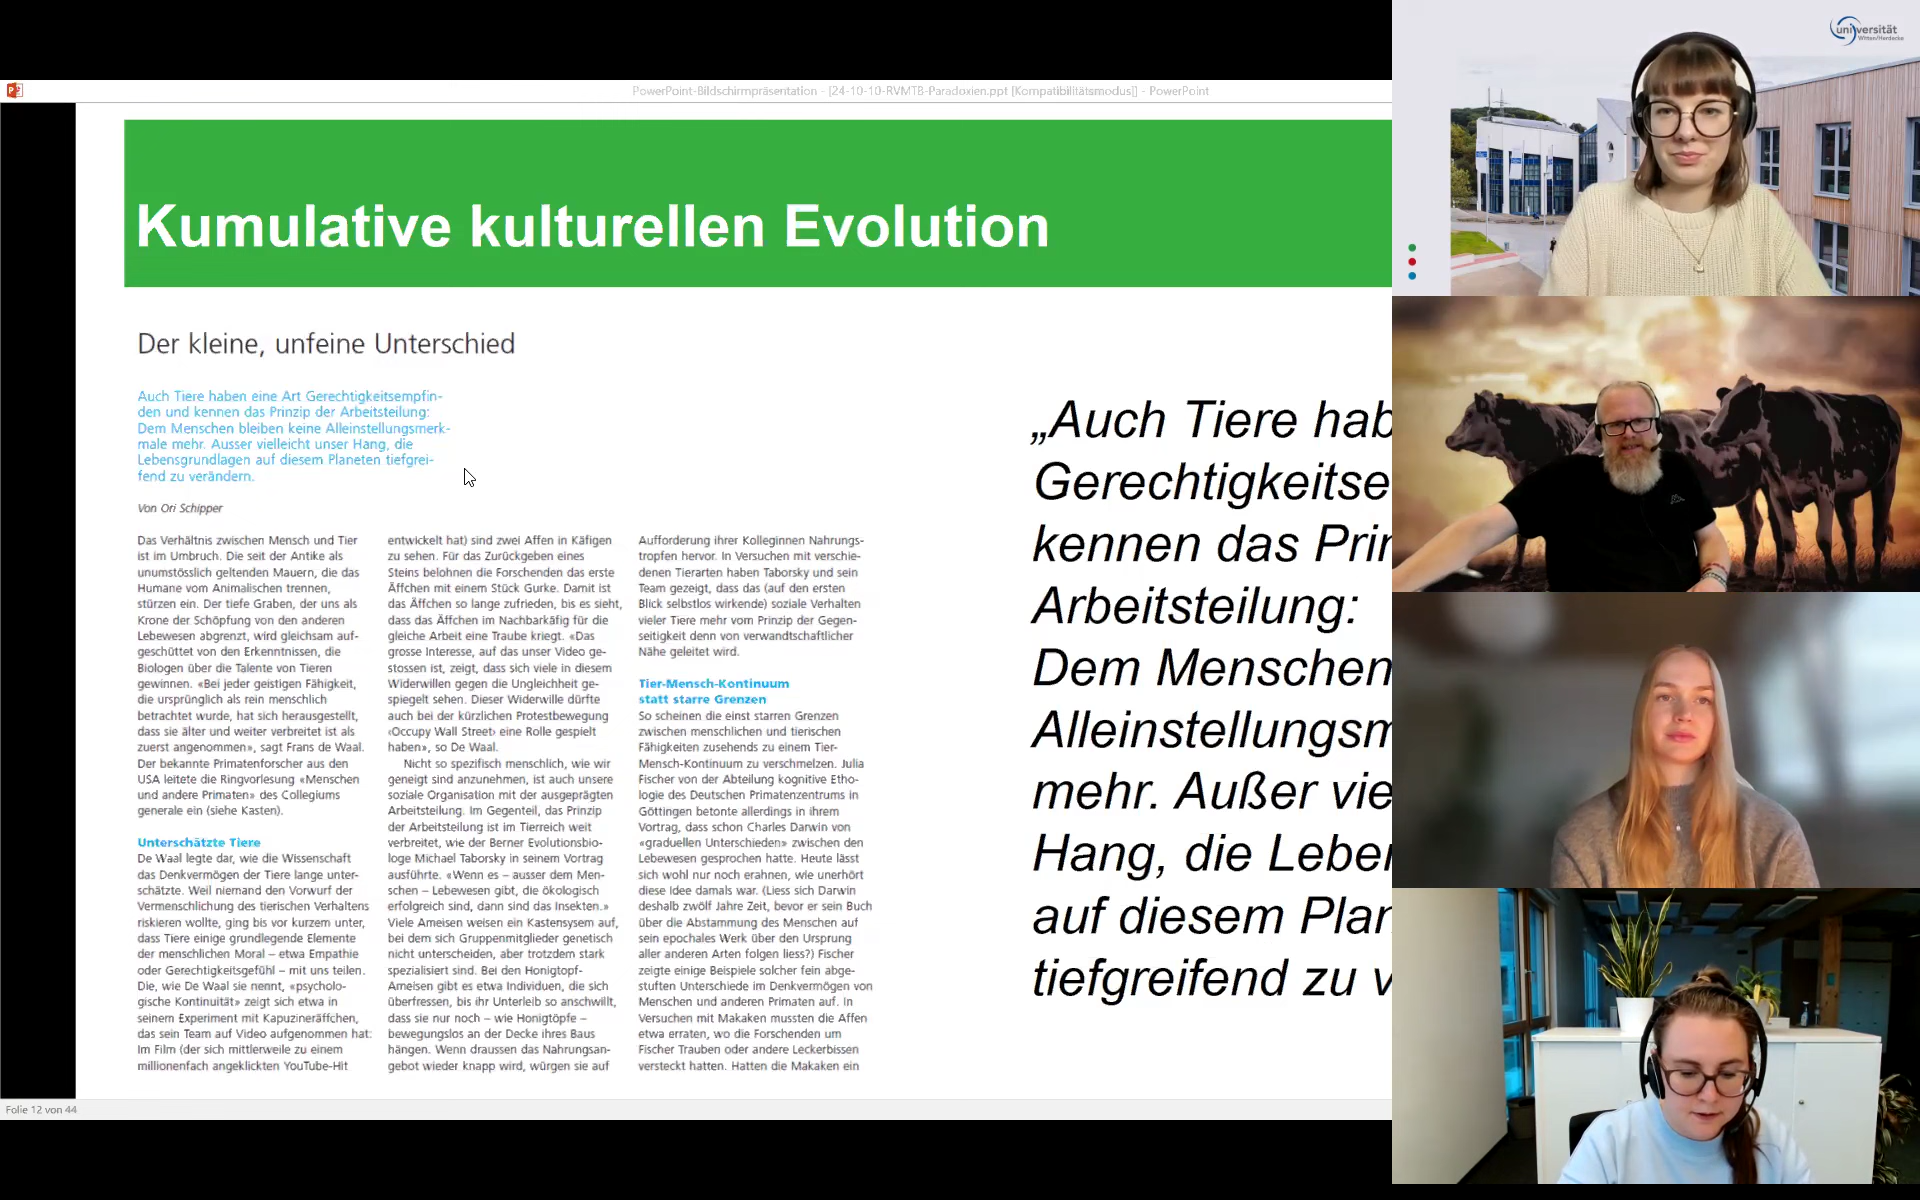 PowerPoint-Bildschirmpräsentation - [24-10-10-RVMTB-Paradoxien.ppt [Kompatibilitätsmodus]] - PowerPoint
Kumulative kulturellen Evolution
Der kleine, unfeine Unterschied
Auch Tiere haben eine Art Gerechtigkeitsempfin-
den und kennen das Prinzip der Arbeitsteilung:
Dem Menschen bleiben keine Alleinstellungsmerk-
male mehr. Ausser vielleicht unser Hang, die
Lebensgrundlagen auf diesem Planeten tiefgrei-
fend zu verändern.
Von Ori Schipper
Das Verhältnis zwischen Mensch und Tier
ist im Umbruch. Die seit der Antike als
unumstösslich geltenden Mauern, die das
Humane vom Animalischen trennen,
stürzen ein. Der tiefe Graben, der uns als
Krone der Schöpfung von den anderen
Lebewesen abgrenzt, wird gleichsam auf-
geschüttet von den Erkenntnissen, die
Biologen über die Talente von Tieren
gewinnen. «Bei jeder geistigen Fähigkeit,
die ursprünglich als rein menschlich
betrachtet wurde, hat sich herausgestellt,
dass sie älter und weiter verbreitet ist als
zuerst angenommen», sagt Frans de Waal.
Der bekannte Primatenforscher aus den
USA leitete die Ringvorlesung «Menschen
und andere Primaten» des Collegiums
generale ein (siehe Kasten).
Unterschätzte Tiere
De Waal legte dar, wie die Wissenschaft
das Denkvermögen der Tiere lange unter-
schätzte. Weil niemand den Vorwurf der
Vermenschlichung des tierischen Verhaltens
riskieren wollte, ging bis vor kurzem unter,
dass Tiere einige grundlegende Elemente
der menschlichen Moral – etwa Empathie
oder Gerechtigkeitsgefühl – mit uns teilen.
Die, wie De Waal sie nennt, «psycholo-
gische Kontinuität» zeigt sich etwa in
seinem Experiment mit Kapuzineräffchen,
das sein Team auf Video aufgenommen hat:
Im Film (der sich mittlerweile zu einem
millionenfach angeklickten YouTube-Hit
entwickelt hat) sind zwei Affen in Käfigen
zu sehen. Für das Zurückgeben eines
Steins belohnen die Forschenden das erste
Äffchen mit einem Stück Gurke. Damit ist
das Äffchen so lange zufrieden, bis es sieht,
dass das Äffchen im Nachbarkäfig für die
gleiche Arbeit eine Traube kriegt. «Das
grosse Interesse, auf das unser Video ge-
stossen ist, zeigt, dass sich viele in diesem
Widerwillen gegen die Ungleichheit ge-
spiegelt sehen. Dieser Widerwille dürfte
auch bei der kürzlichen Protestbewegung
‹Occupy Wall Street› eine Rolle gespielt
haben», so De Waal.
Nicht so spezifisch menschlich, wie wir
geneigt sind anzunehmen, ist auch unsere
soziale Organisation mit der ausgeprägten
Arbeitsteilung. Im Gegenteil, das Prinzip
der Arbeitsteilung ist im Tierreich weit
verbreitet, wie der Berner Evolutionsbio-
loge Michael Taborsky in seinem Vortrag
ausführte. «Wenn es – ausser dem Men-
schen – Lebewesen gibt, die ökologisch
erfolgreich sind, dann sind das Insekten.»
Viele Ameisen weisen ein Kastensystem auf,
bei dem sich Gruppenmitglieder genetisch
nicht unterscheiden, aber trotzdem stark
spezialisiert sind. Bei den Honigtopf-
Ameisen gibt es etwa Individuen, die sich
überfressen, bis ihr Unterleib so anschwillt,
dass sie nur noch – wie Honigtöpfe –
bewegungslos an der Decke ihres Baus
hängen. Wenn draussen das Nahrungsan-
gebot wieder knapp wird, würgen sie auf
Aufforderung ihrer Kolleginnen Nahrungs-
tropfen hervor. In Versuchen mit verschie-
denen Tierarten haben Taborsky und sein
Team gezeigt, dass das (auf den ersten
Blick selbstlos wirkende) soziale Verhalten
vieler Tiere mehr vom Prinzip der Gegen-
seitigkeit denn von verwandtschaftlicher
Nähe geleitet wird.
Tier-Mensch-Kontinuum
statt starre Grenzen
So scheinen die einst starren Grenzen
zwischen menschlichen und tierischen
Fähigkeiten zusehends zu einem Tier-
Mensch-Kontinuum zu verschmelzen. Julia
Fischer von der Abteilung kognitive Etho-
logie des Deutschen Primatenzentrums in
Göttingen betonte allerdings in ihrem
Vortrag, dass schon Charles Darwin von
«graduellen Unterschieden» zwischen den
Lebewesen gesprochen hatte. Heute lässt
sich wohl nur noch erahnen, wie unerhört
diese Idee damals war. (Liess sich Darwin
deshalb zwölf Jahre Zeit, bevor er sein Buch
über die Abstammung des Menschen auf
sein epochales Werk über den Ursprung
aller anderen Arten folgen liess?) Fischer
zeigte einige Beispiele solcher fein abge-
stuften Unterschiede im Denkvermögen von
Menschen und anderen Primaten auf. In
Versuchen mit Makaken mussten die Affen
etwa erraten, wo die Forschenden um
Fischer Trauben oder andere Leckerbissen
versteckt hatten. Hatten die Makaken ein
„Auch Tiere hab
Gerechtigkeitse
kennen das Prin
Arbeitsteilung:
Dem Menschen
Alleinstellungsm
mehr. Außer vie
Hang, die Leben
auf diesem Plan
tiefgreifend zu v
Folie 12 von 44
universität
Witten/Herdecke